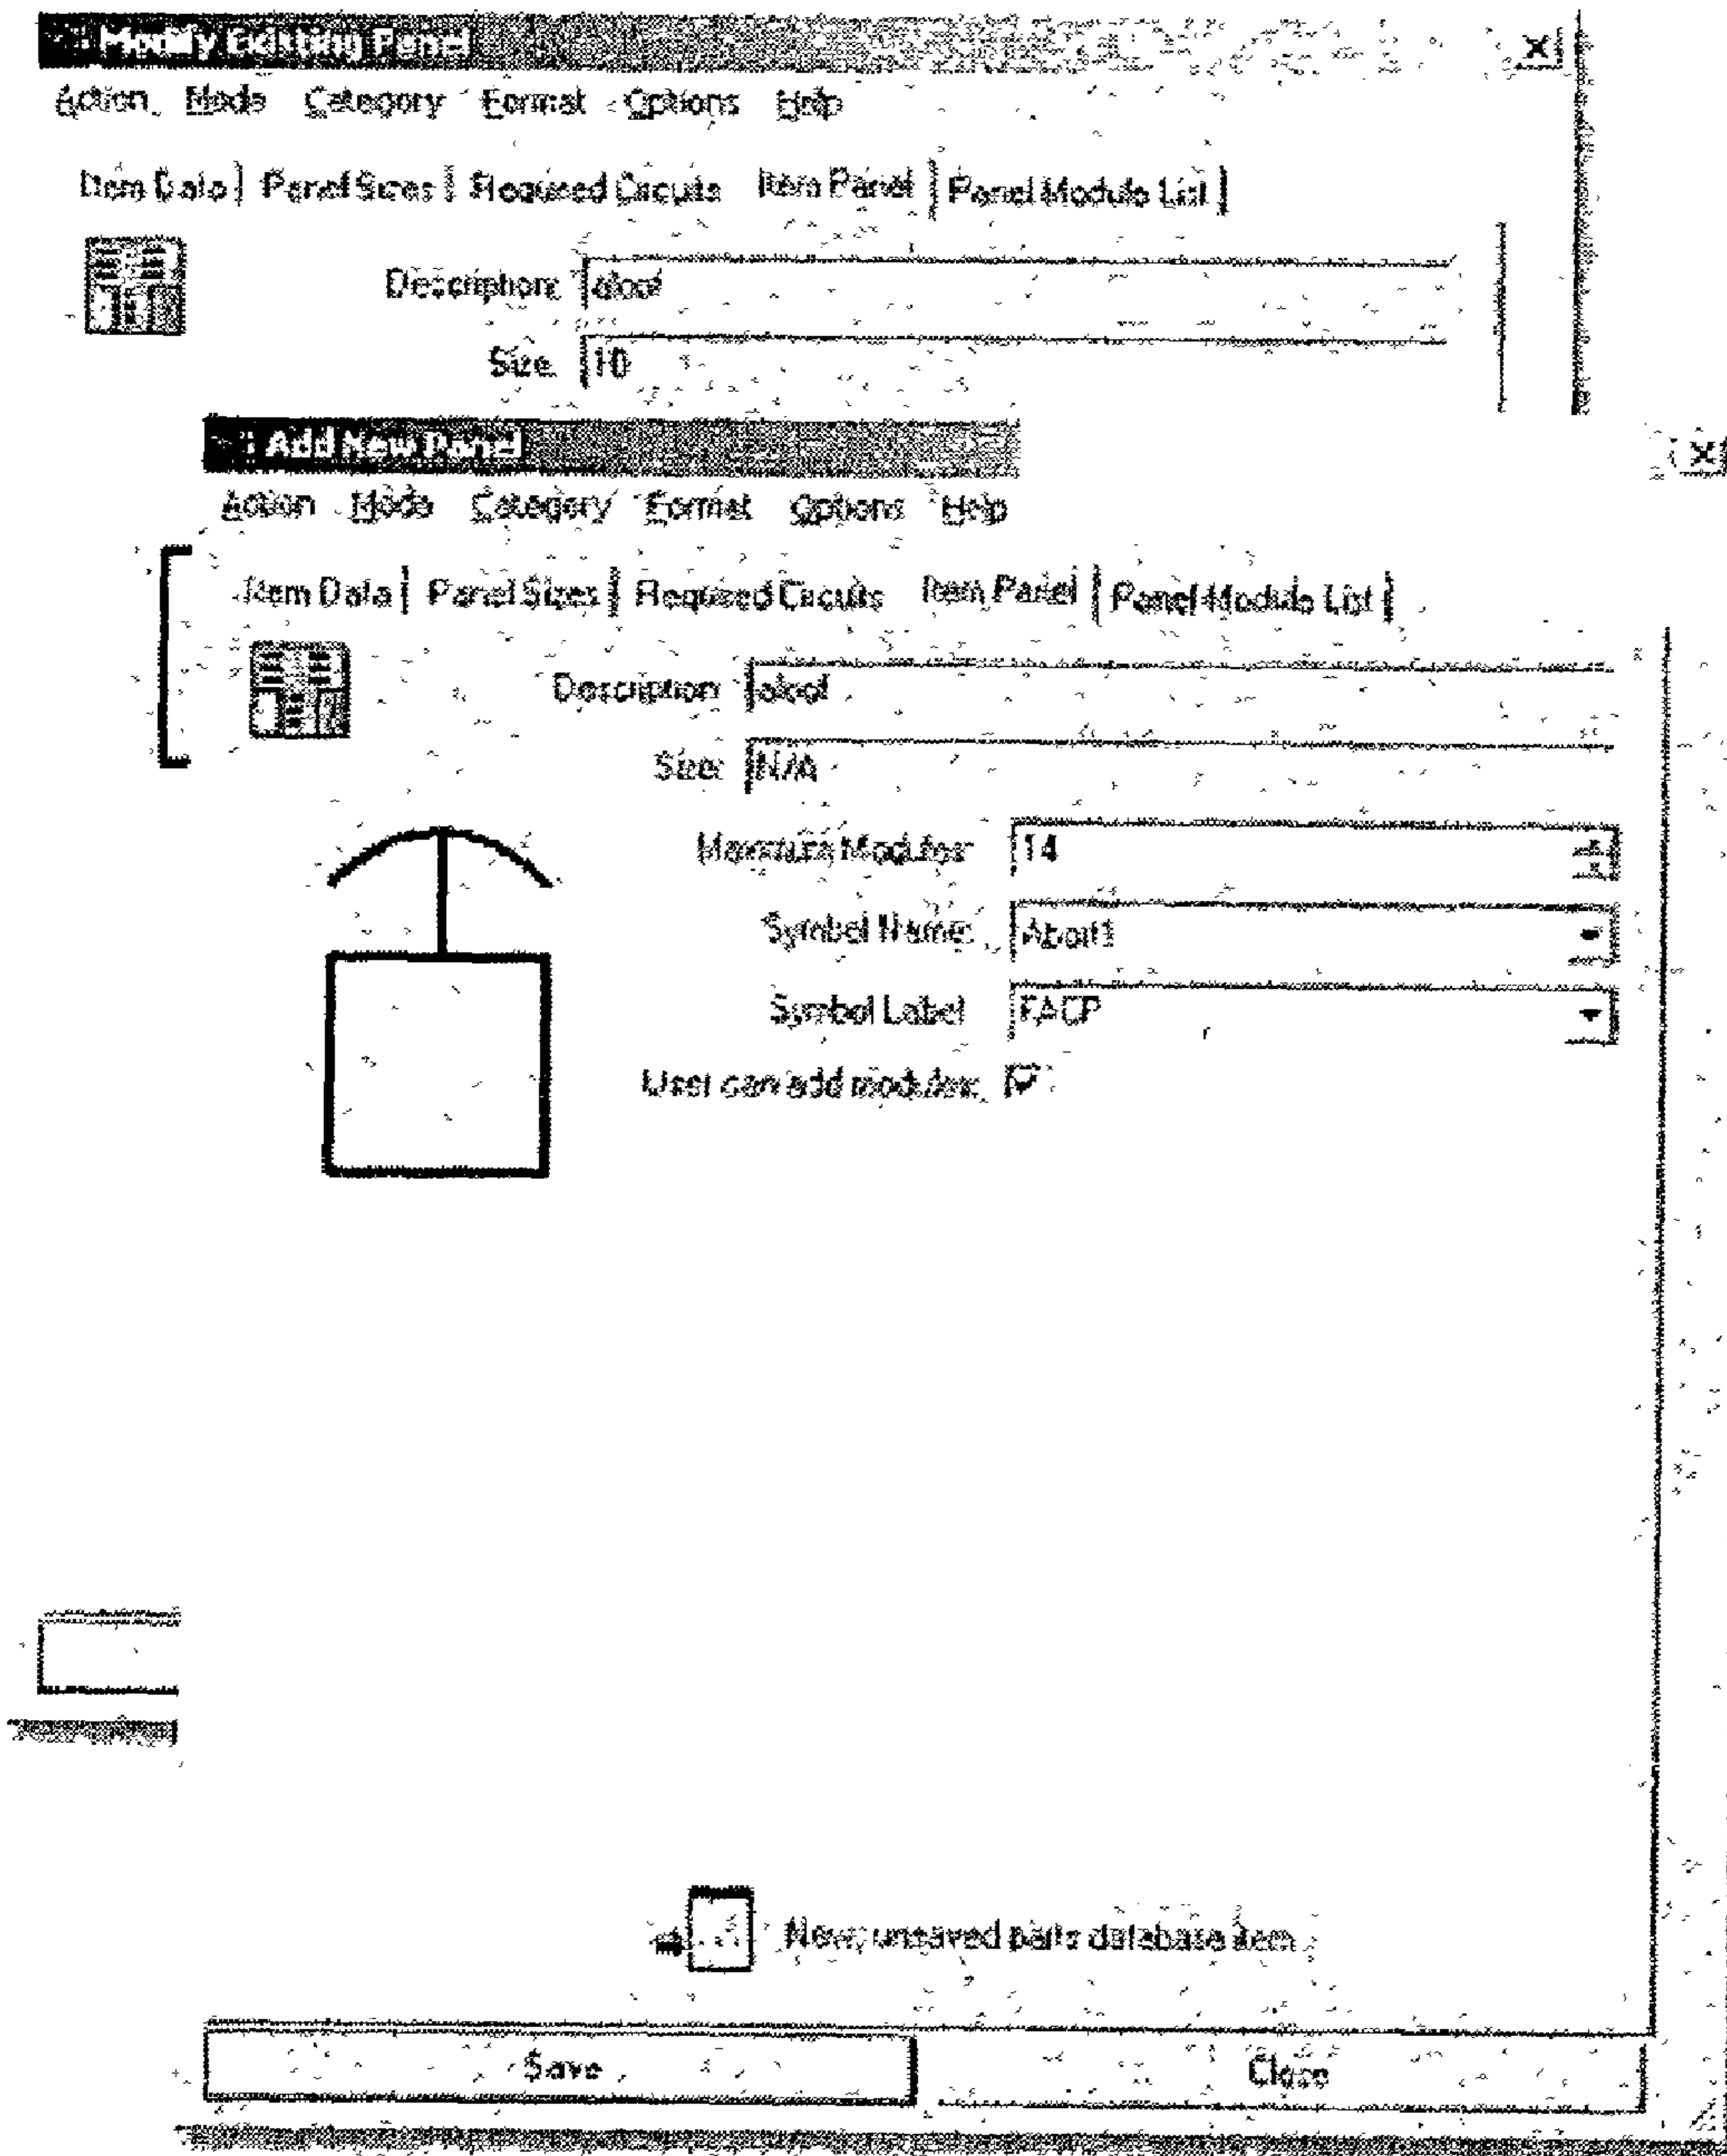 Modify Existing Panel
Action Mode Category Format Options Help
Item Data Panel Sizes Required Circuits Item Panel Panel Module List
Description:
Size: 10
Add New Panel
Action Mode Category Format Options Help
Item Data Panel Sizes Required Circuits Item Panel Panel Module List
Description:
Size: N/A
Maximum Modules: 14
Symbol Name: Abort1
Symbol Label: FACP
User can add modules:
New, unsaved parts database item
Save Close